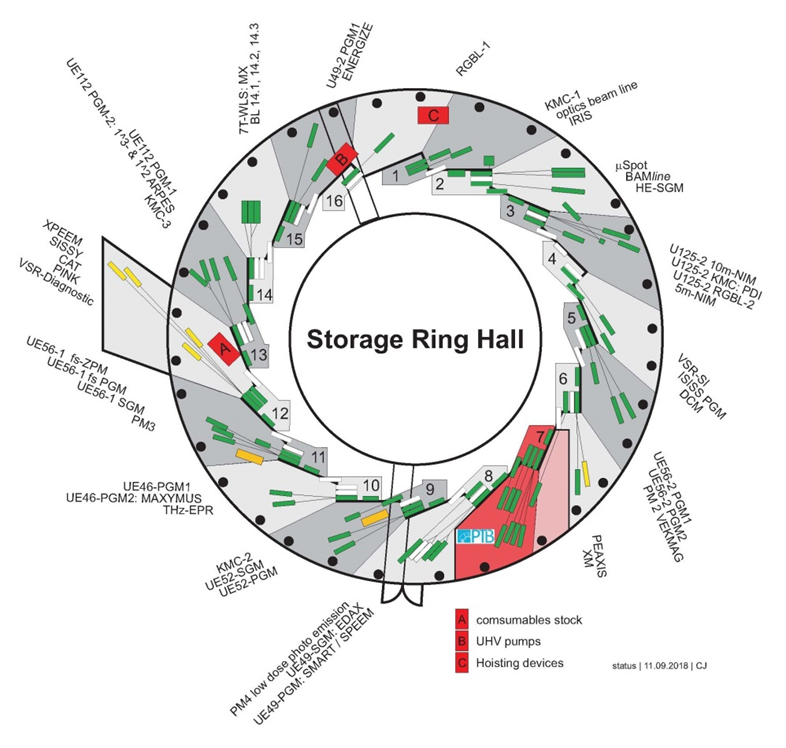 U49-2 PGM1
ENERGIZE
RGBL-1
KMC-1
optics beam line
IRIS
µSpot
BAMline
HE-SGM
U125-2 10m-NIM
U125-2 KMC: PDI
U125-2 RGBL-2
5m-NIM
VSR-SI
ISISS PGM
DCM
UE56-2 PGM1
UE56-2 PGM2
PM 2 VEKMAG
PEAXIS
XM
PM4 low dose photo emission
UE49-SGM: EDAX
UE49-PGM: SMART / SPEEM
KMC-2
UE52-SGM
UE52-PGM
UE46-PGM1
UE46-PGM2: MAXYMUS
THz-EPR
UE56-1 fs-ZPM
UE56-1 fs PGM
UE56-1 SGM
PM3
XPEEM
SISSY
CAT
PINK
VSR-Diagnostic
UE112 PGM-1
UE112 PGM-2: 1^3- & 1^2 ARPES
KMC-3
7T-WLS: MX
BL 14.1, 14.2, 14.3
1
2
3
4
5
6
7
8
9
10
11
12
13
14
15
16
A
B
C
Storage Ring Hall
PTB
A comsumables stock
B UHV pumps
C Hoisting devices
status | 11.09.2018 | CJ